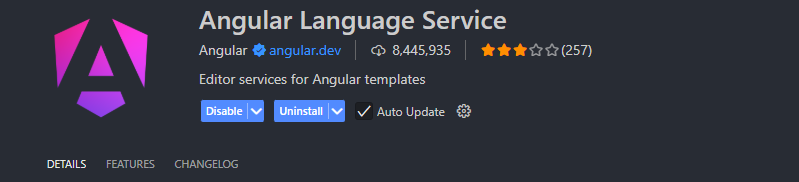 Angular Language Service
Angular angular.dev 8,445,935 (257)
Editor services for Angular templates
Disable Uninstall Auto Update
DETAILS FEATURES CHANGELOG